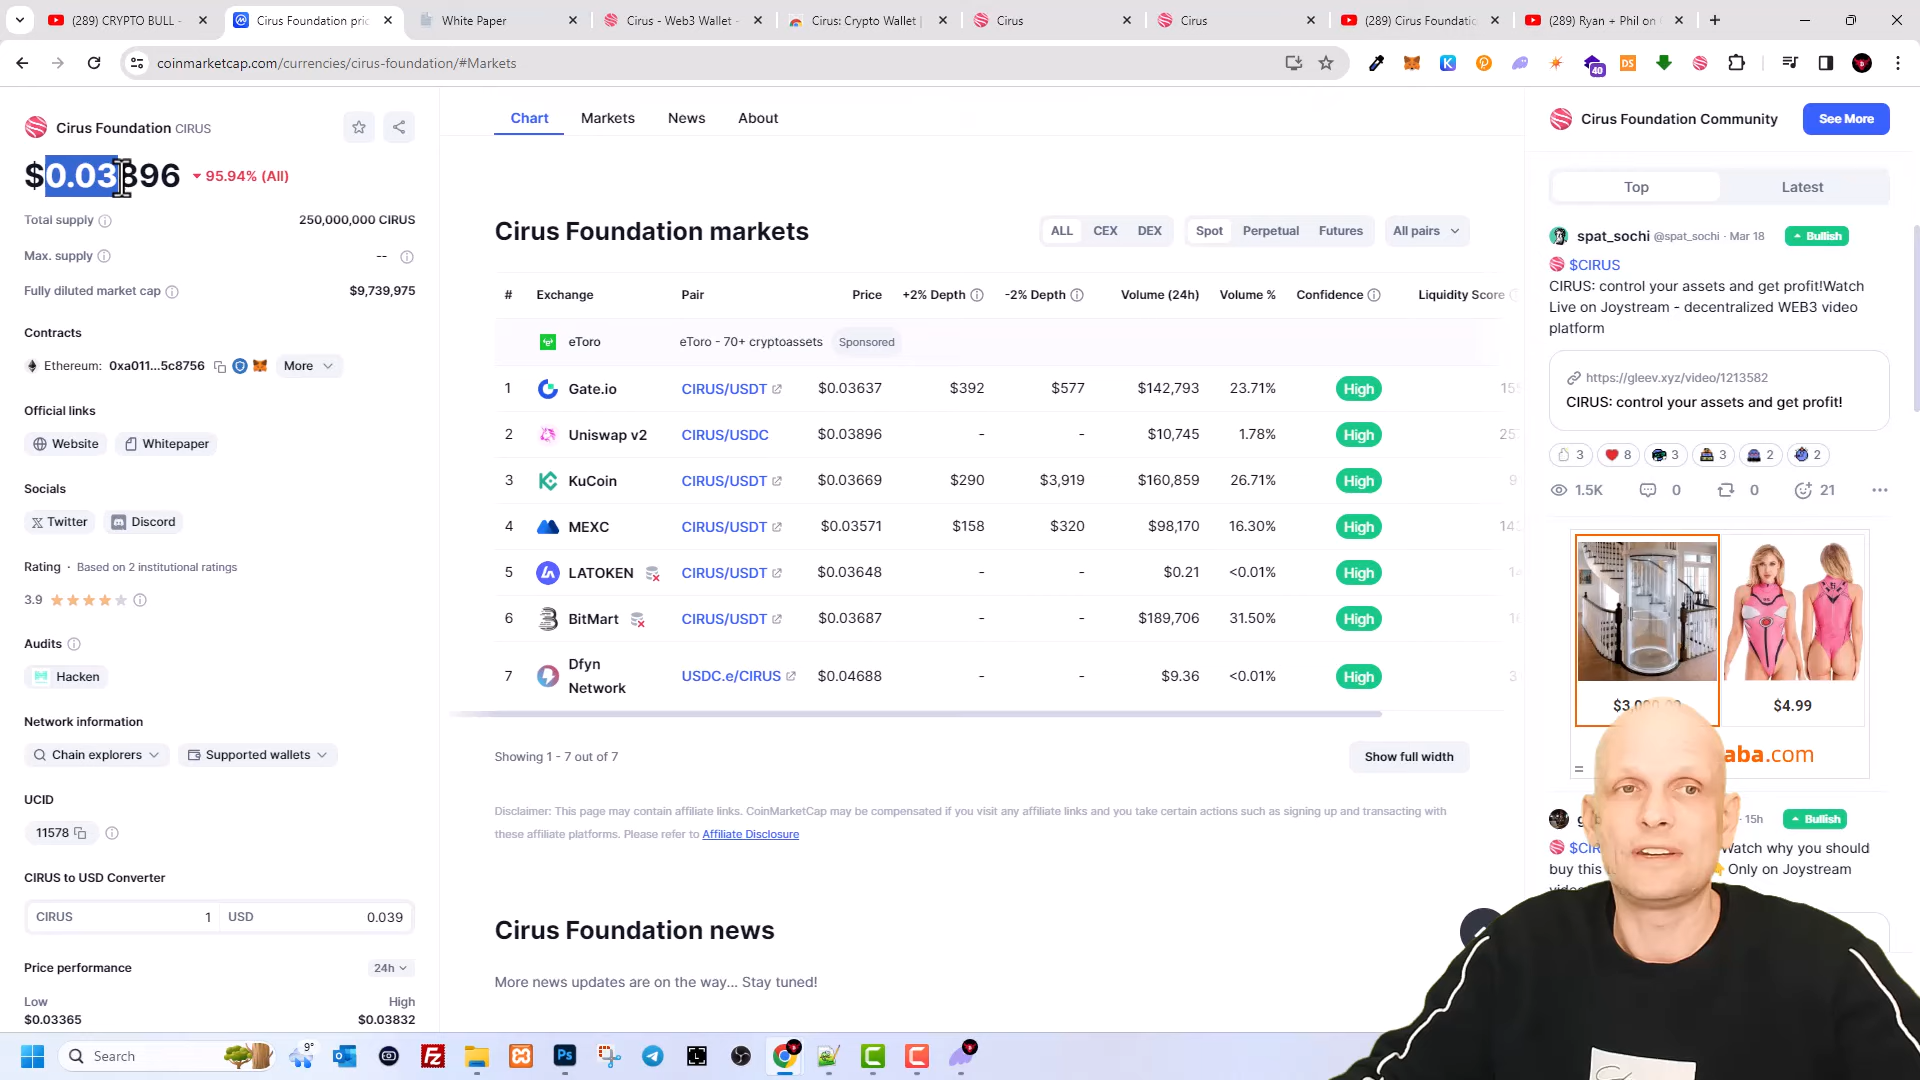 (289) CRYPTO BULL -
Cirus Foundation pric
White Paper
Cirus - Web3 Wallet -
Cirus: Crypto Wallet |
Cirus
Cirus
(289) Cirus Foundatio
(289) Ryan + Phil on
coinmarketcap.com/currencies/cirus-foundation/#Markets
40
DS
Cirus Foundation CIRUS
$0.03896
95.94% (All)
Total supply
250,000,000 CIRUS
Max. supply
--
Fully diluted market cap
$9,739,975
Contracts
Ethereum: 0xa011...5c8756
More
Official links
Website
Whitepaper
Socials
Twitter
Discord
Rating · Based on 2 institutional ratings
3.9
Audits
Hacken
Network information
Chain explorers
Supported wallets
UCID
11578
CIRUS to USD Converter
CIRUS 1 USD 0.039
Price performance
24h
Low High
$0.03365 $0.03832
Chart Markets News About
Cirus Foundation markets
ALL CEX DEX
Spot Perpetual Futures
All pairs
# Exchange Pair Price +2% Depth -2% Depth Volume (24h) Volume % Confidence Liquidity Score
eToro eToro - 70+ cryptoassets Sponsored
1 Gate.io CIRUS/USDT $0.03637 $392 $577 $142,793 23.71% High
2 Uniswap v2 CIRUS/USDC $0.03896 - - $10,745 1.78% High
3 KuCoin CIRUS/USDT $0.03669 $290 $3,919 $160,859 26.71% High
4 MEXC CIRUS/USDT $0.03571 $158 $320 $98,170 16.30% High
5 LATOKEN CIRUS/USDT $0.03648 - - $0.21 <0.01% High
6 BitMart CIRUS/USDT $0.03687 - - $189,706 31.50% High
7 Dfyn Network USDC.e/CIRUS $0.04688 - - $9.36 <0.01% High
Showing 1 - 7 out of 7
Show full width
Disclaimer: This page may contain affiliate links. CoinMarketCap may be compensated if you visit any affiliate links and you take certain actions such as signing up and transacting with
these affiliate platforms. Please refer to Affiliate Disclosure
Cirus Foundation news
More news updates are on the way... Stay tuned!
Cirus Foundation Community
See More
Top Latest
spat_sochi @spat_sochi · Mar 18
Bullish
$CIRUS
CIRUS: control your assets and get profit!Watch
Live on Joystream - decentralized WEB3 video
platform
https://gleev.xyz/video/1213582
CIRUS: control your assets and get profit!
3 8 3 3 2 2
1.5K 0 0 21
$4.99
aba.com
15h
Bullish
$CIR Watch why you should
buy this Only on Joystream
Search
9°